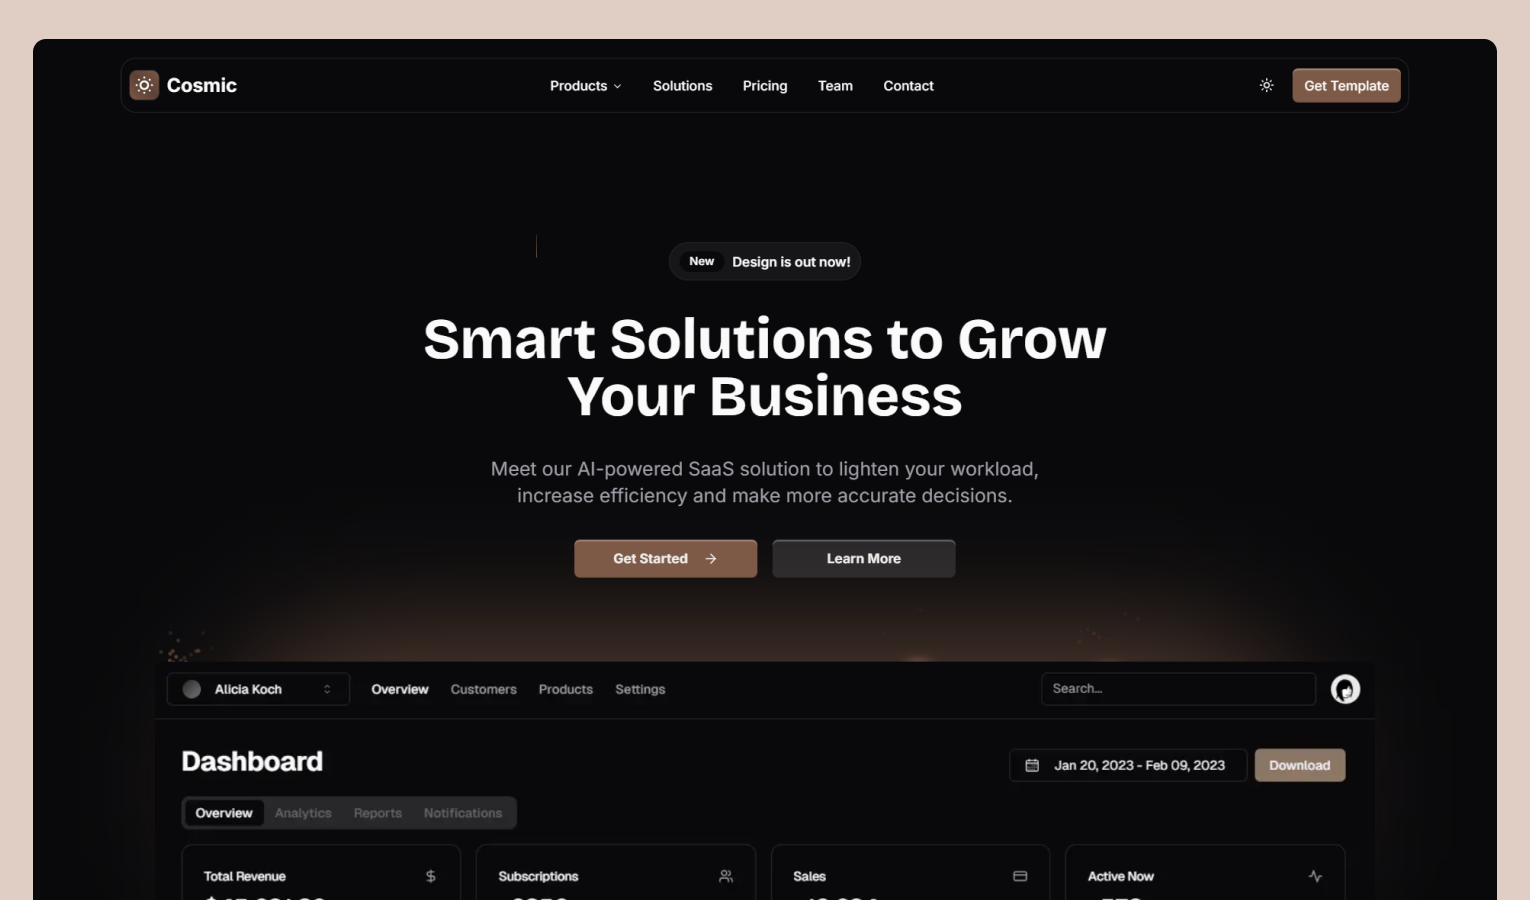 Cosmic
Products
Solutions
Pricing
Team
Contact
Get Template
New Design is out now!
Smart Solutions to Grow
Your Business
Meet our AI-powered SaaS solution to lighten your workload,
increase efficiency and make more accurate decisions.
Get Started
Learn More
Alicia Koch
Overview
Customers
Products
Settings
Search...
Dashboard
Jan 20, 2023 - Feb 09, 2023
Download
Overview
Analytics
Reports
Notifications
Total Revenue
$
Subscriptions
Sales
Active Now